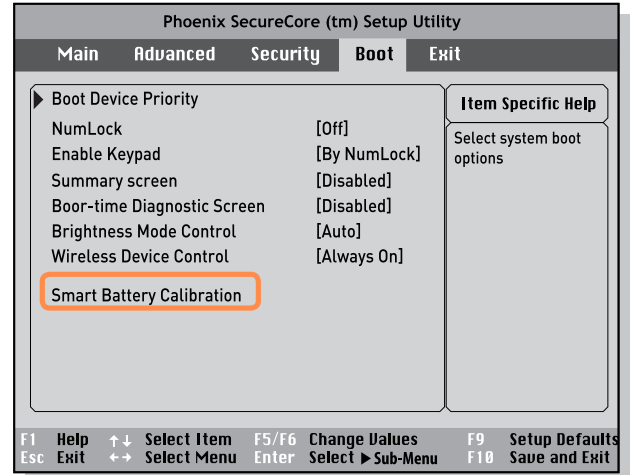 Phoenix SecureCore (tm) Setup Utility
Main Advanced Security Boot Exit
Boot Device Priority
NumLock [Off]
Enable Keypad [By NumLock]
Summary screen [Disabled]
Boor-time Diagnostic Screen [Disabled]
Brightness Mode Control [Auto]
Wireless Device Control [Always On]
Smart Battery Calibration
Item Specific Help
Select system boot
options
F1 Help ↑↓ Select Item F5/F6 Change Values F9 Setup Defaults
Esc Exit ←→ Select Menu Enter Select ▶ Sub-Menu F10 Save and Exit